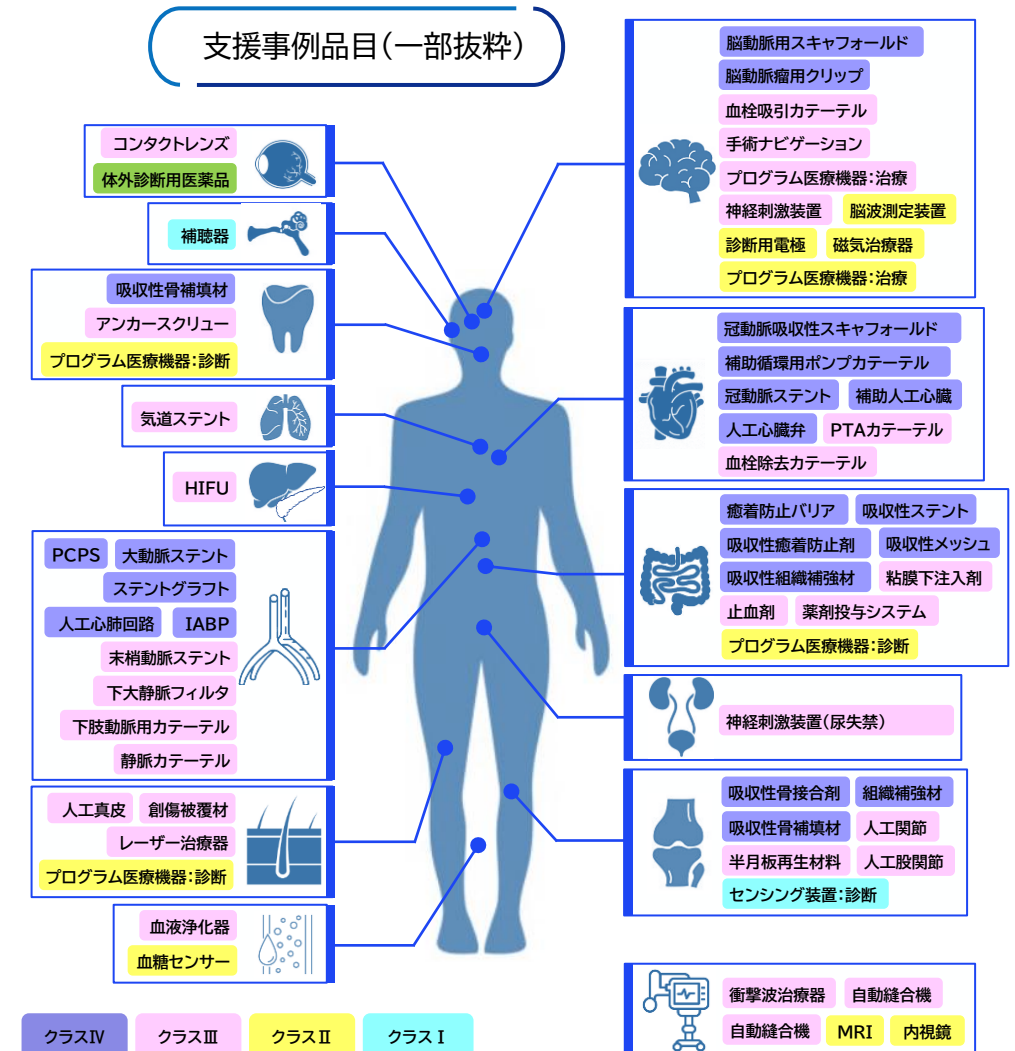 支援事例品目(一部抜粋)
コンタクトレンズ
体外診断用医薬品
補聴器
吸収性骨補填材
アンカースクリュー
プログラム医療機器:診断
気道ステント
HIFU
PCPS 大動脈ステント
ステントグラフト
人工心肺回路 IABP
末梢動脈ステント
下大静脈フィルタ
下肢動脈用カテーテル
静脈カテーテル
人工真皮 創傷被覆材
レーザー治療器
プログラム医療機器:診断
血液浄化器
血糖センサー
脳動脈用スキャフォールド
脳動脈瘤用クリップ
血栓吸引カテーテル
手術ナビゲーション
プログラム医療機器:治療
神経刺激装置 脳波測定装置
診断用電極 磁気治療器
プログラム医療機器:治療
冠動脈吸収性スキャフォールド
補助循環用ポンプカテーテル
冠動脈ステント 補助人工心臓
人工心臓弁 PTAカテーテル
血栓除去カテーテル
癒着防止バリア 吸収性ステント
吸収性癒着防止剤 吸収性メッシュ
吸収性組織補強材 粘膜下注入剤
止血剤 薬剤投与システム
プログラム医療機器:診断
神経刺激装置(尿失禁)
吸収性骨接合剤 組織補強材
吸収性骨補填材 人工関節
半月板再生材料 人工股関節
センシング装置:診断
衝撃波治療器 自動縫合機
自動縫合機 MRI 内視鏡
クラスⅣ クラスⅢ クラスⅡ クラスⅠ